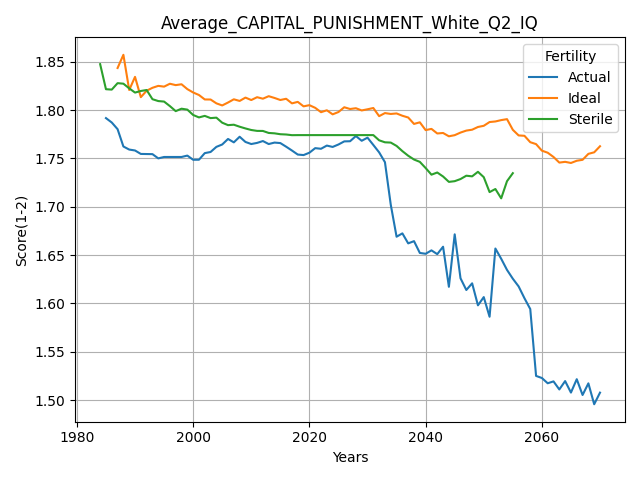 Average_CAPITAL_PUNISHMENT_White_Q2_IQ
Fertility
Actual
Ideal
Sterile
Score(1-2)
1.85
1.80
1.75
1.70
1.65
1.60
1.55
1.50
1980
2000
2020
2040
2060
Years